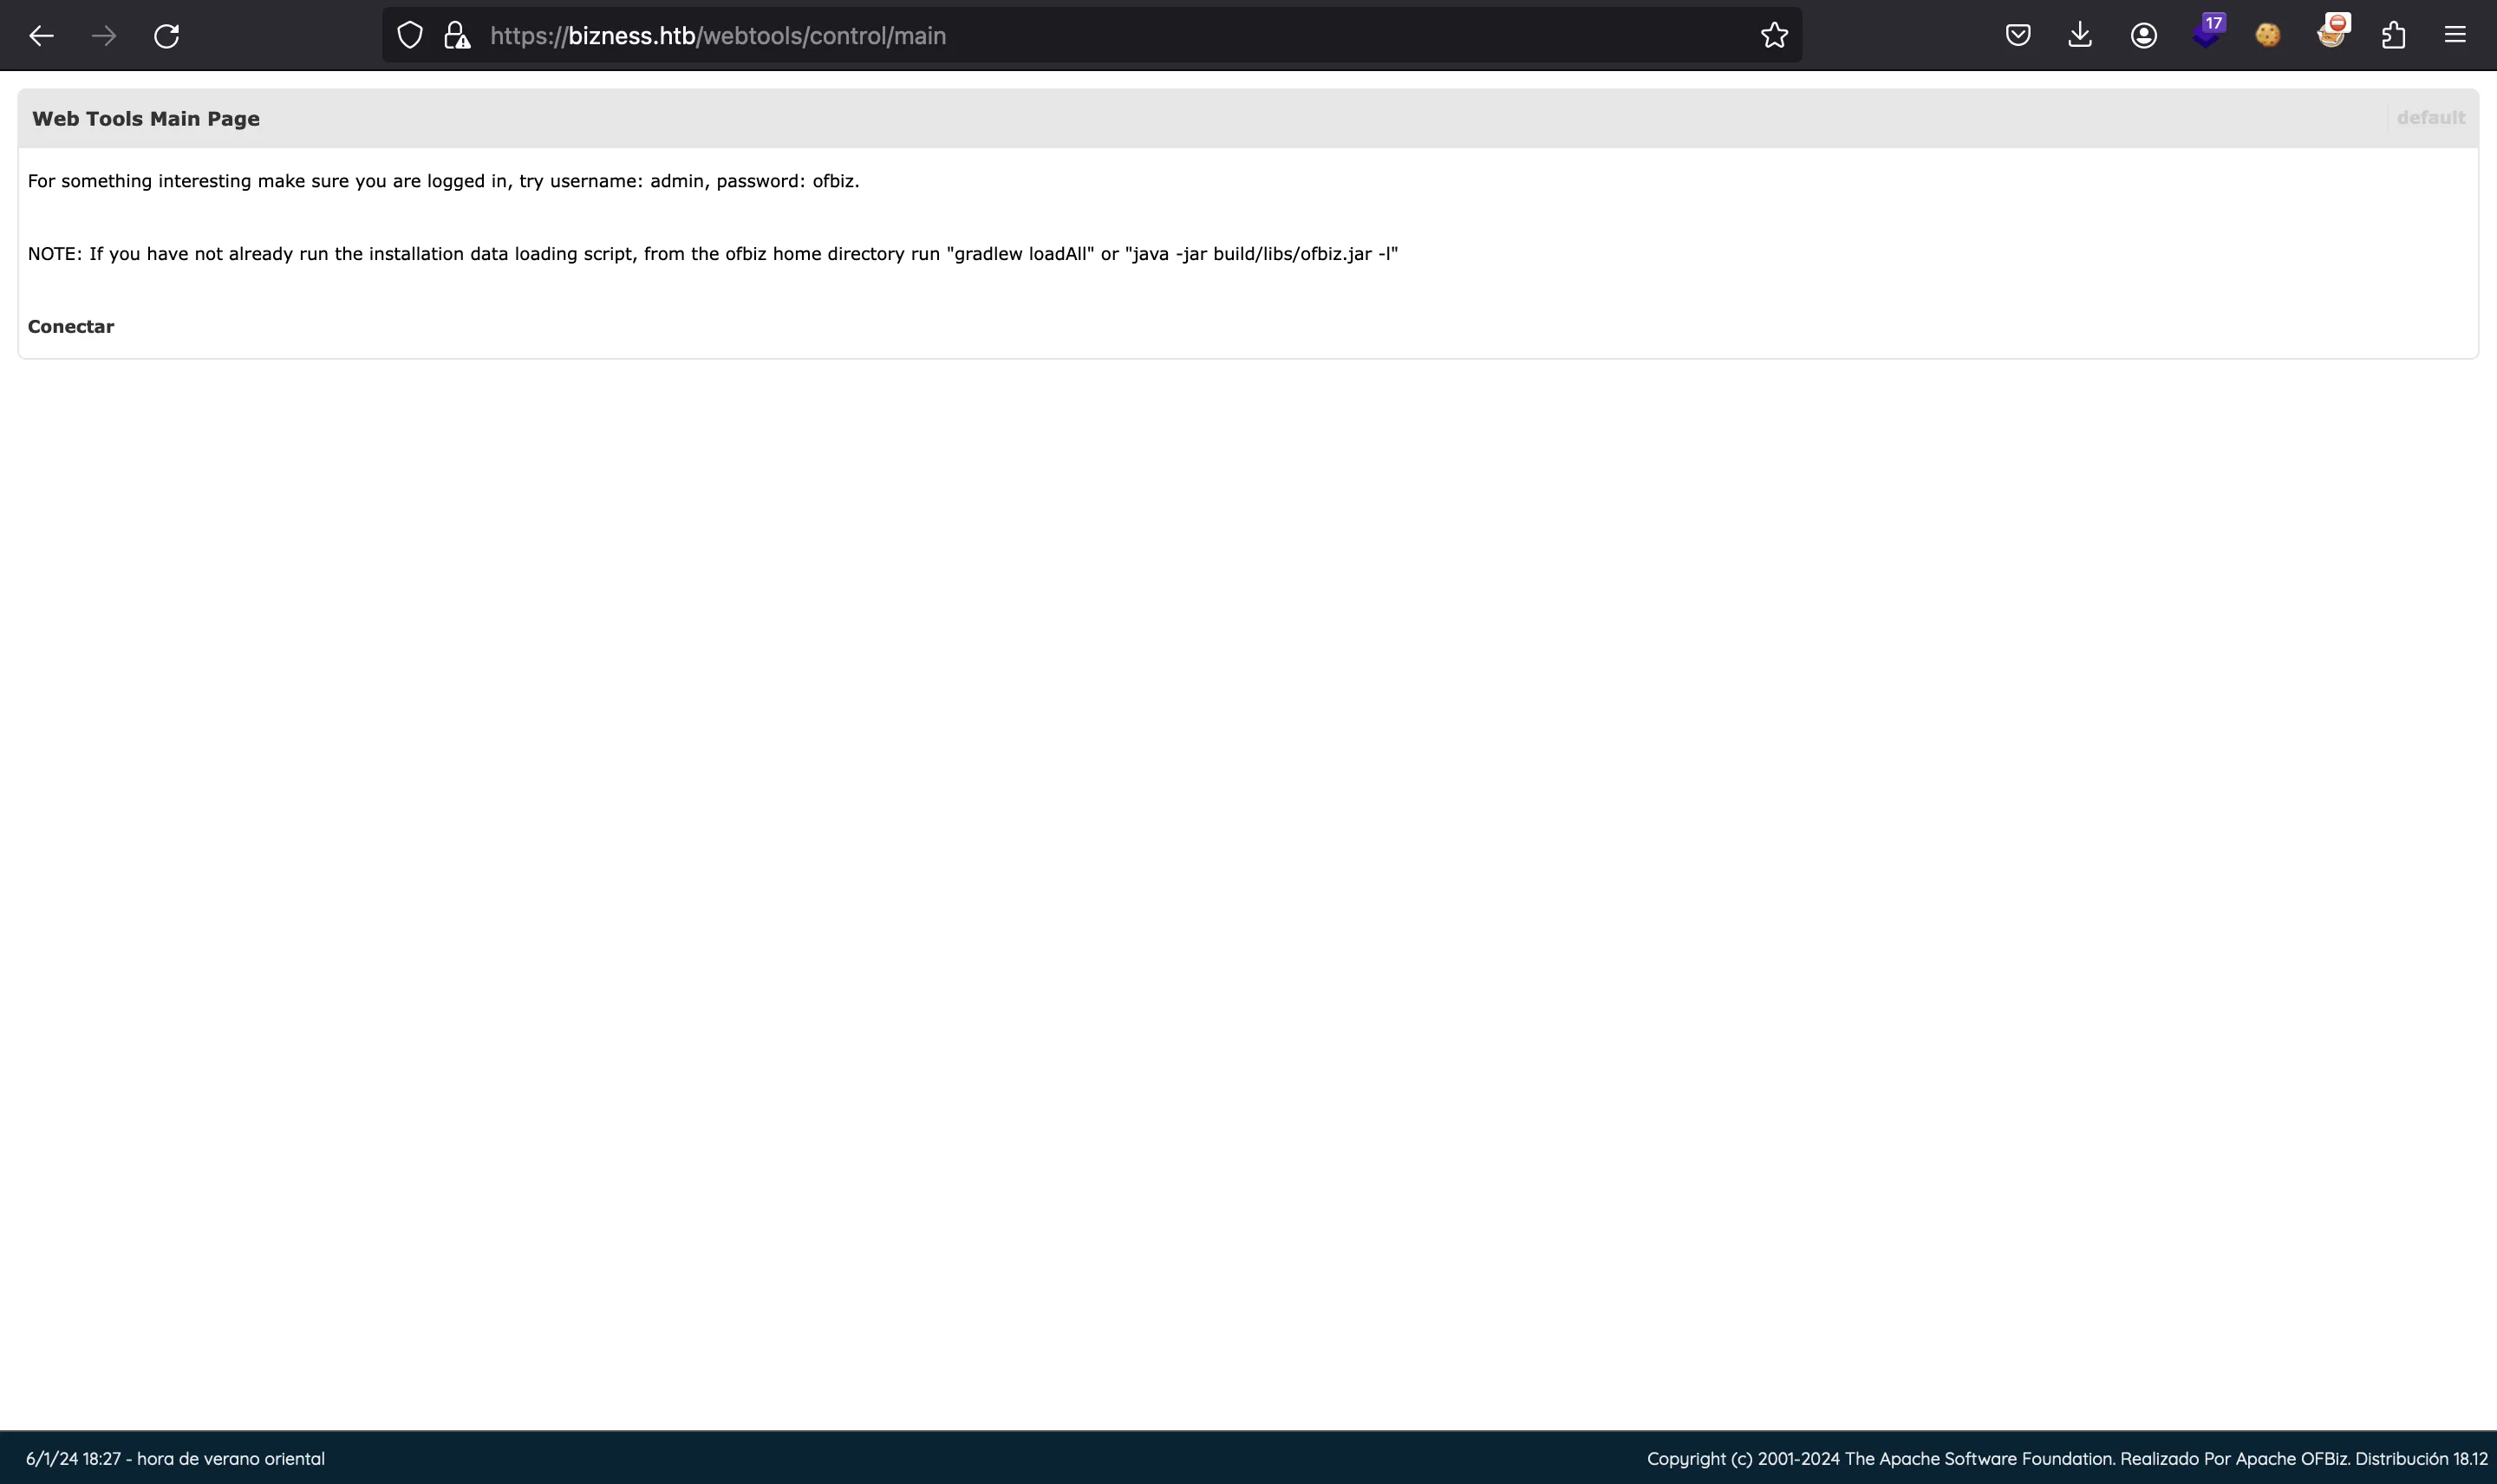 https://bizness.htb/webtools/control/main
17
Web Tools Main Page
default
For something interesting make sure you are logged in, try username: admin, password: ofbiz.
NOTE: If you have not already run the installation data loading script, from the ofbiz home directory run "gradlew loadAll" or "java -jar build/libs/ofbiz.jar -l"
Conectar
6/1/24 18:27 - hora de verano oriental
Copyright (c) 2001-2024 The Apache Software Foundation. Realizado Por Apache OFBiz. Distribución 18.12